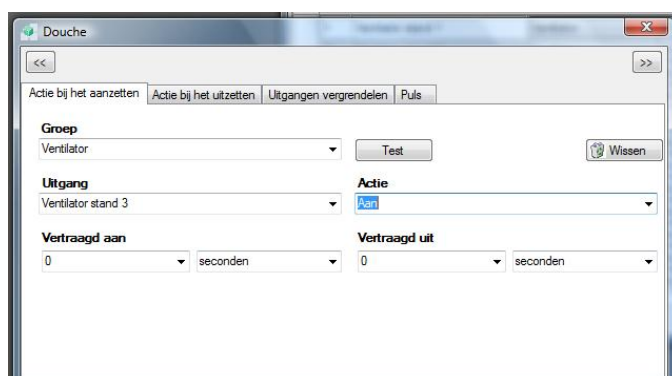 Douche
<< >>
Actie bij het aanzetten Actie bij het uitzetten Uitgangen vergrendelen Puls
Groep
Ventilator Test Wissen
Uitgang Actie
Ventilator stand 3 Aan
Vertraagd aan Vertraagd uit
0 seconden 0 seconden